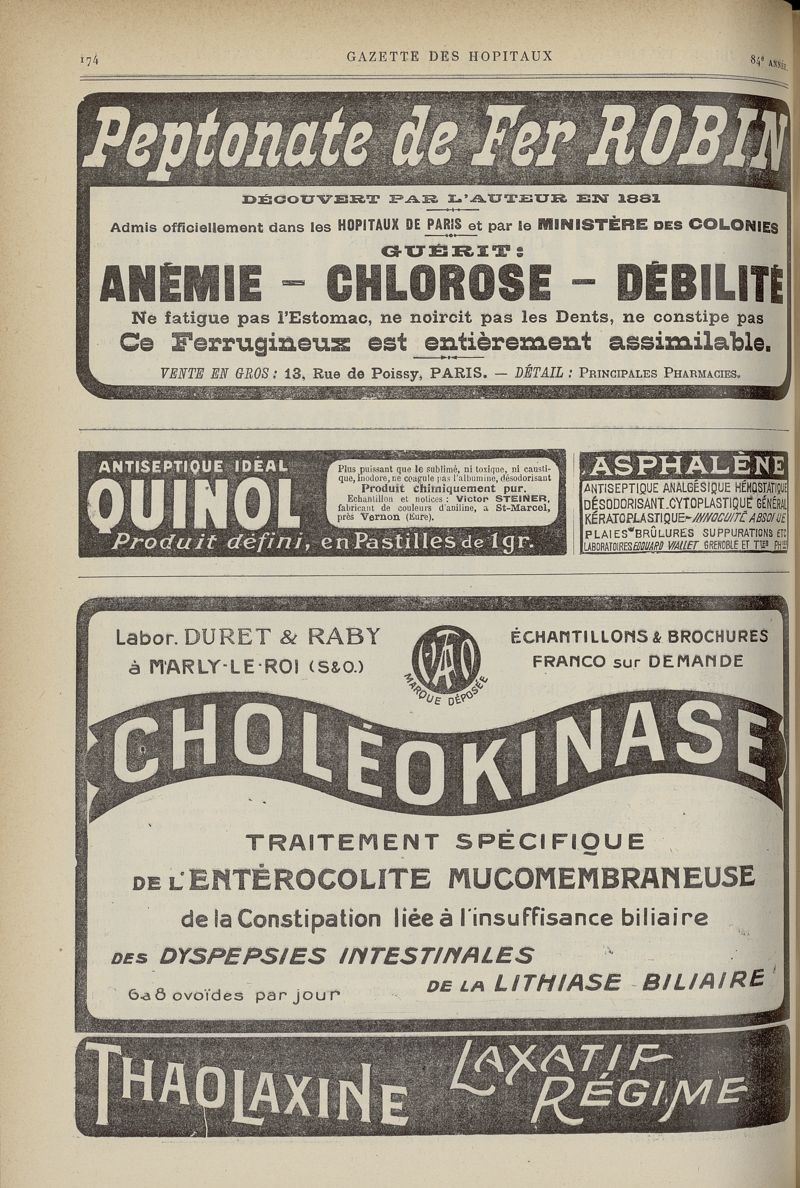 174
GAZETTE DES HOPITAUX
84e ANNÉE.
Peptonate de Fer ROBIN
DÉCOUVERT PAR L'AUTEUR EN 1881
Admis officiellement dans les HOPITAUX DE PARIS et par le MINISTÈRE DES COLONIES
GUÉRIT :
ANÉMIE - CHLOROSE - DÉBILITÉ
Ne fatigue pas l'Estomac, ne noircit pas les Dents, ne constipe pas
Ce Ferrugineux est entièrement assimilable.
VENTE EN GROS : 13, Rue de Poissy, PARIS. — DÉTAIL : PRINCIPALES PHARMACIES.
ANTISEPTIQUE IDÉAL
QUINOL
Plus puissant que le sublimé, ni toxique, ni causti-
que, inodore, ne coagule pas l'albumine, désodorisant
Produit chimiquement pur.
Echantillon et notices : Victor STEINER,
fabricant de couleurs d'aniline, a St-Marcel,
près Vernon (Eure).
Produit défini, en Pastilles de 1gr.
ASPHALÈNE
ANTISEPTIQUE ANALGÉSIQUE HÉMOSTATIQUE
DÉSODORISANT_CYTOPLASTIQUE GÉNÉRAL
KÉRATOPLASTIQUE-INNOCUITÉ ABSOLUE
PLAIES-BRÛLURES SUPPURATIONS ETC
LABORATOIRES EDOUARD VIALLET GRENOBLE ET Ttes PHies
Labor. DURET & RABY
à MARLY-LE-ROI (S&O.)
MARQUE DÉPOSÉE
ÉCHANTILLONS & BROCHURES
FRANCO sur DEMANDE
CHOLÉOKINASE
TRAITEMENT SPÉCIFIQUE
DE L'ENTÉROCOLITE MUCOMEMBRANEUSE
de la Constipation liée à l'insuffisance biliaire
DES DYSPEPSIES INTESTINALES
DE LA LITHIASE BILIAIRE
6 à 8 ovoïdes par jour
THAOLAXINE
LAXATIF
RÉGIME